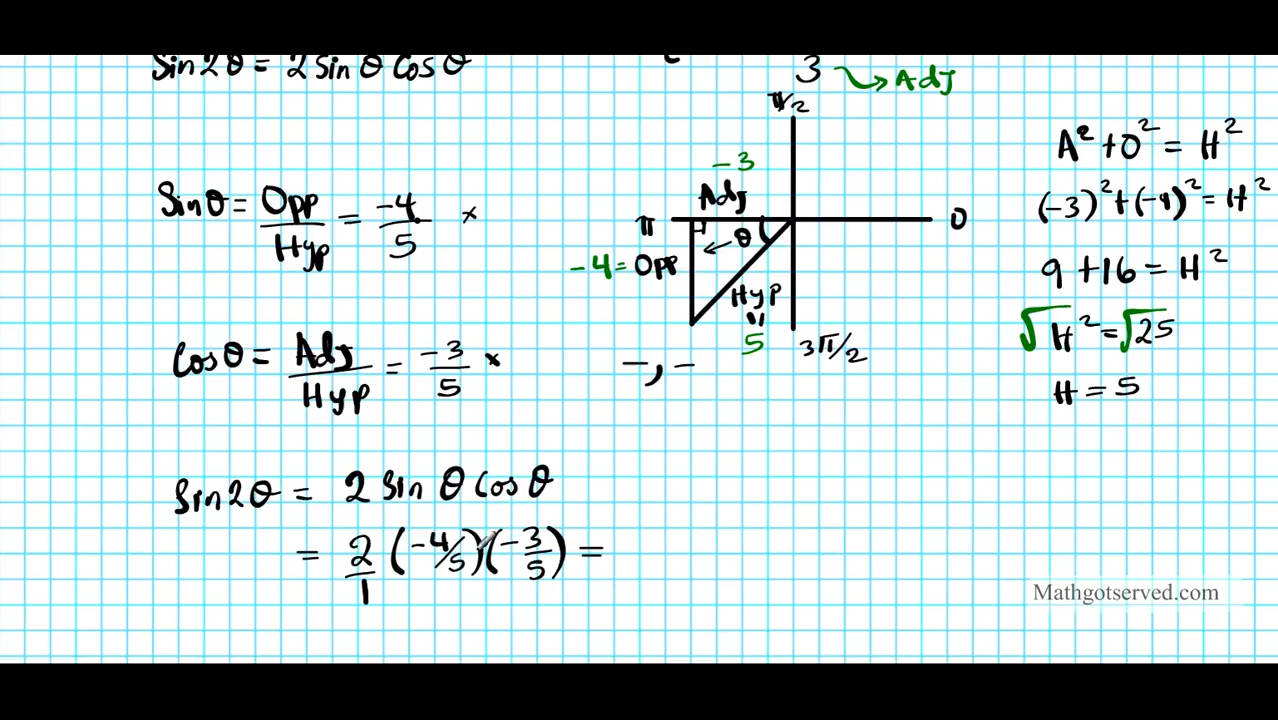 Sin2θ = 2 Sin θ Cos θ
3 → Adj
π/2
A² + O² = H²
-3
Adj
Sinθ = Opp/Hyp = -4/5 ×
(-3)² + (-4)² = H²
π
0
θ
-4 = Opp
9 + 16 = H²
Hyp
=
5
3π/2
√H² = √25
Cosθ = Adj/Hyp = -3/5 ×
-, -
H = 5
Sin2θ = 2 Sin θ Cos θ
= 2/1 (-4/5)(-3/5) =
Mathgotserved.com